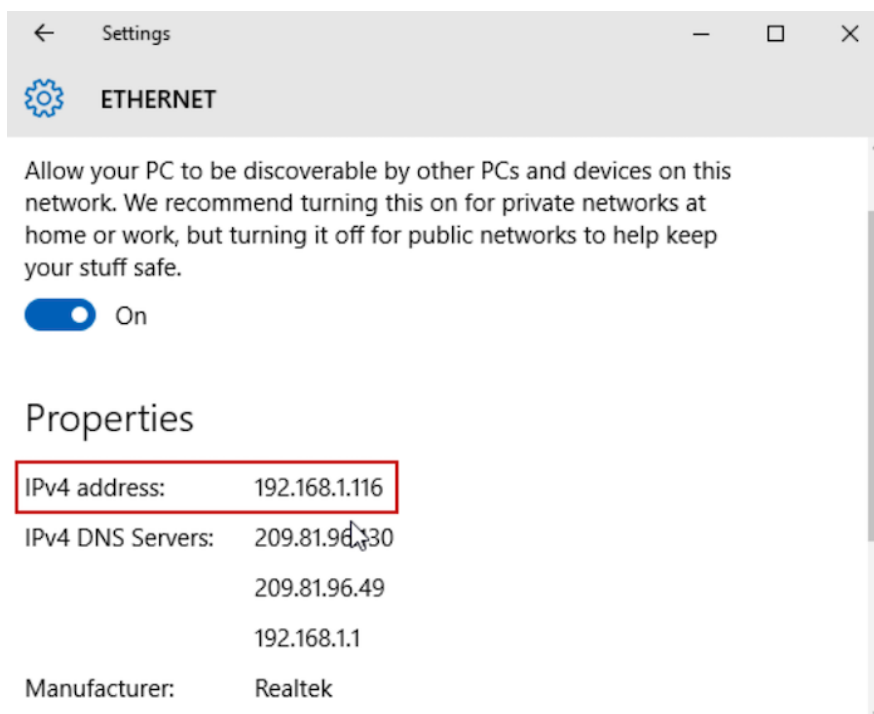 Settings
ETHERNET
Allow your PC to be discoverable by other PCs and devices on this
network. We recommend turning this on for private networks at
home or work, but turning it off for public networks to help keep
your stuff safe.
On
Properties
IPv4 address: 192.168.1.116
IPv4 DNS Servers:
209.81.96.49
192.168.1.1
Manufacturer: Realtek